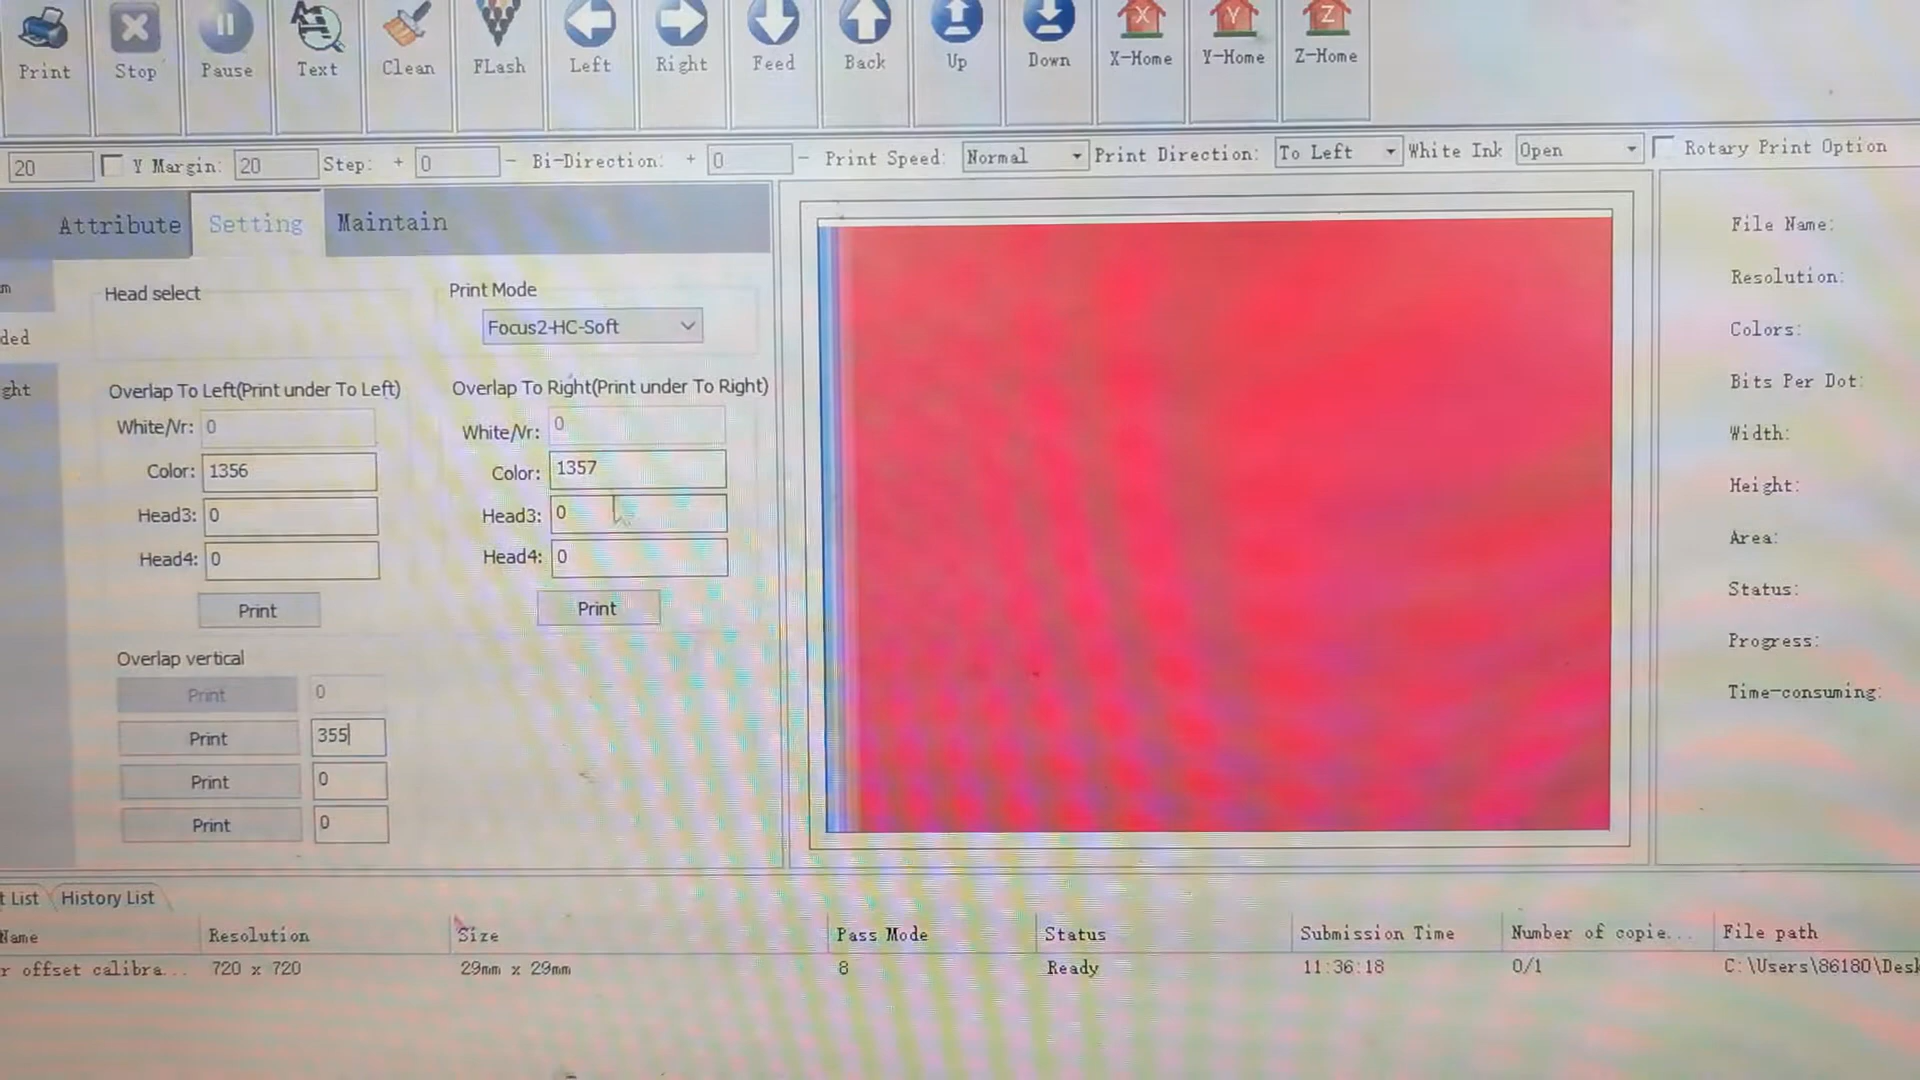 Print Stop Pause Text Clean FLash Left Right Feed Back Up Down X-Home Y-Home Z-Home
X Y Z
20 Y Margin: 20 Step: + 0 - Bi-Direction: + 0 - Print Speed: Normal Print Direction: To Left White Ink Open Rotary Print Option
Attribute Setting Maintain
Head select
Print Mode
Focus2-HC-Soft
Overlap To Left(Print under To Left)
White/Vr: 0
Color: 1356
Head3: 0
Head4: 0
Print
Overlap To Right(Print under To Right)
White/Vr: 0
Color: 1357
Head3: 0
Head4: 0
Print
Overlap vertical
Print 0
Print 355
Print 0
Print 0
File Name:
Resolution:
Colors:
Bits Per Dot:
Width:
Height:
Area:
Status:
Progress:
Time-consuming:
t List History List
Name Resolution Size Pass Mode Status Submission Time Number of copie... File path
r offset calibra... 720 x 720 29mm x 29mm 8 Ready 11:36:18 0/1 C:\Users\86180\Desk